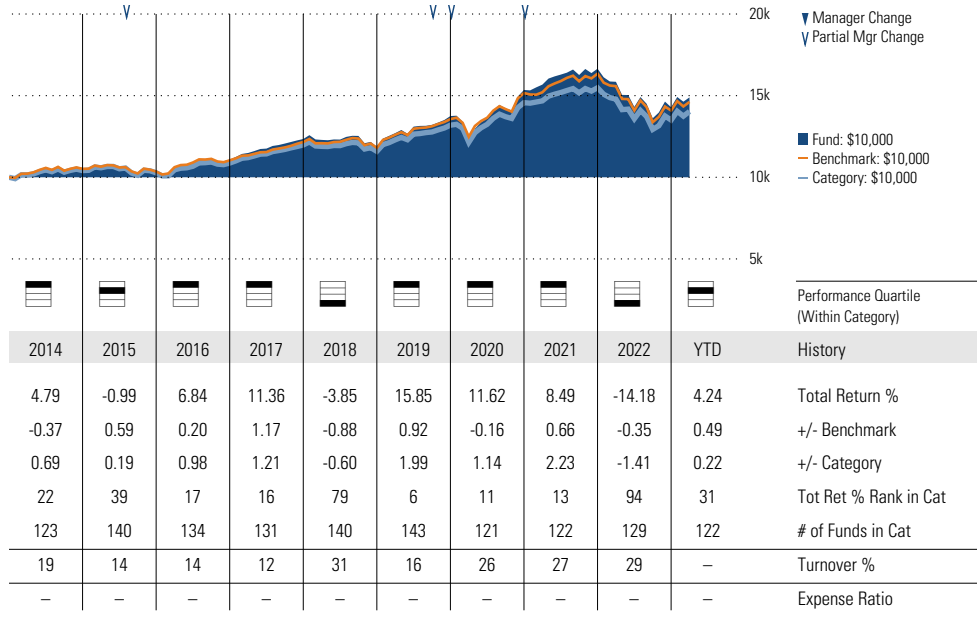 20k
▼ Manager Change
V Partial Mgr Change
15k
Fund: $10,000
Benchmark: $10,000
Category: $10,000
10k
5k
Performance Quartile
(Within Category)
2014 2015 2016 2017 2018 2019 2020 2021 2022 YTD History
4.79 -0.99 6.84 11.36 -3.85 15.85 11.62 8.49 -14.18 4.24 Total Return %
-0.37 0.59 0.20 1.17 -0.88 0.92 -0.16 0.66 -0.35 0.49 +/- Benchmark
0.69 0.19 0.98 1.21 -0.60 1.99 1.14 2.23 -1.41 0.22 +/- Category
22 39 17 16 79 6 11 13 94 31 Tot Ret % Rank in Cat
123 140 134 131 140 143 121 122 129 122 # of Funds in Cat
19 14 14 12 31 16 26 27 29 – Turnover %
– – – – – – – – – – Expense Ratio